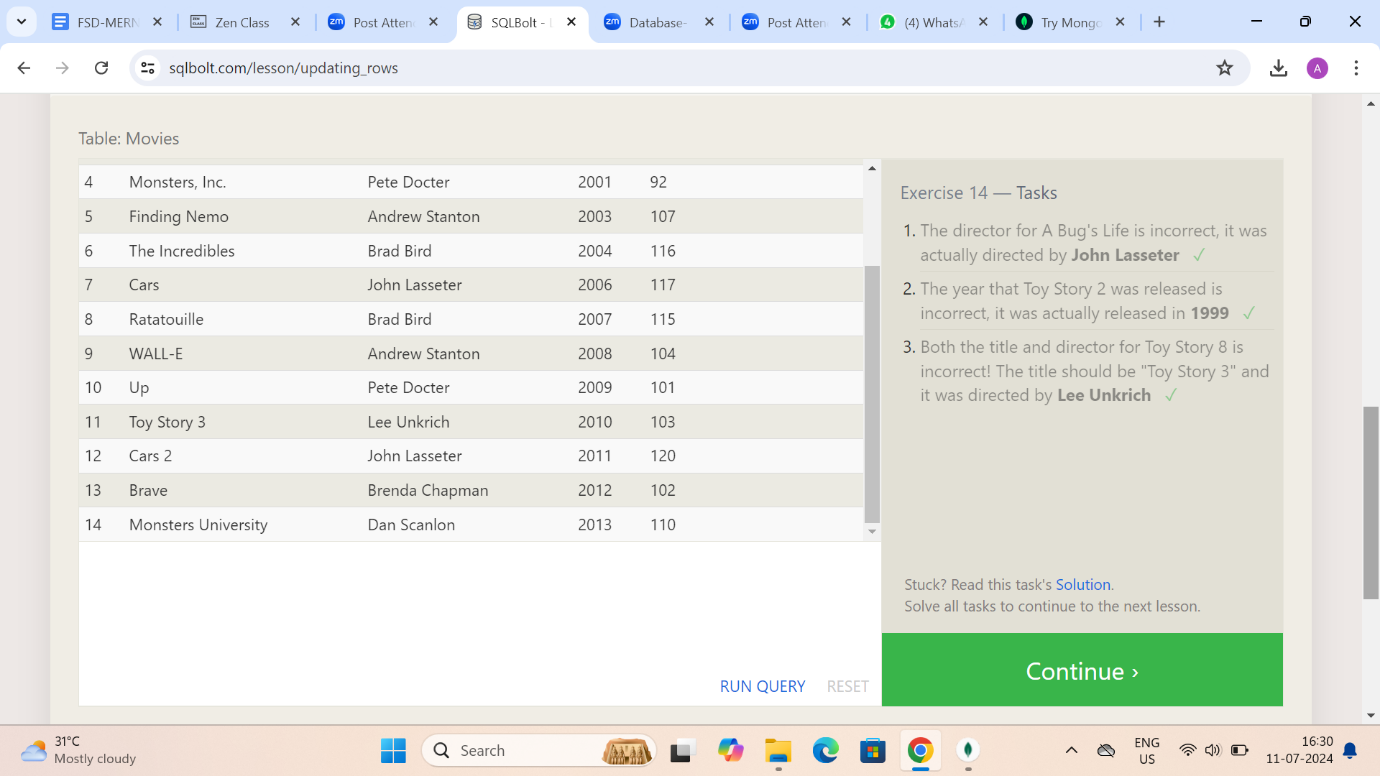 FSD-MERN
Zen Class
Post Atten
SQLBolt -
Database-
Post Atten
(4) WhatsA
Try Mongo
sqlbolt.com/lesson/updating_rows
A
Table: Movies
4 Monsters, Inc. Pete Docter 2001 92
5 Finding Nemo Andrew Stanton 2003 107
6 The Incredibles Brad Bird 2004 116
7 Cars John Lasseter 2006 117
8 Ratatouille Brad Bird 2007 115
9 WALL-E Andrew Stanton 2008 104
10 Up Pete Docter 2009 101
11 Toy Story 3 Lee Unkrich 2010 103
12 Cars 2 John Lasseter 2011 120
13 Brave Brenda Chapman 2012 102
14 Monsters University Dan Scanlon 2013 110
RUN QUERY RESET
Exercise 14 — Tasks
1. The director for A Bug's Life is incorrect, it was
actually directed by John Lasseter ✓
2. The year that Toy Story 2 was released is
incorrect, it was actually released in 1999 ✓
3. Both the title and director for Toy Story 8 is
incorrect! The title should be "Toy Story 3" and
it was directed by Lee Unkrich ✓
Stuck? Read this task's Solution.
Solve all tasks to continue to the next lesson.
Continue ›
31°C
Mostly cloudy
Search
ENG
US
16:30
11-07-2024